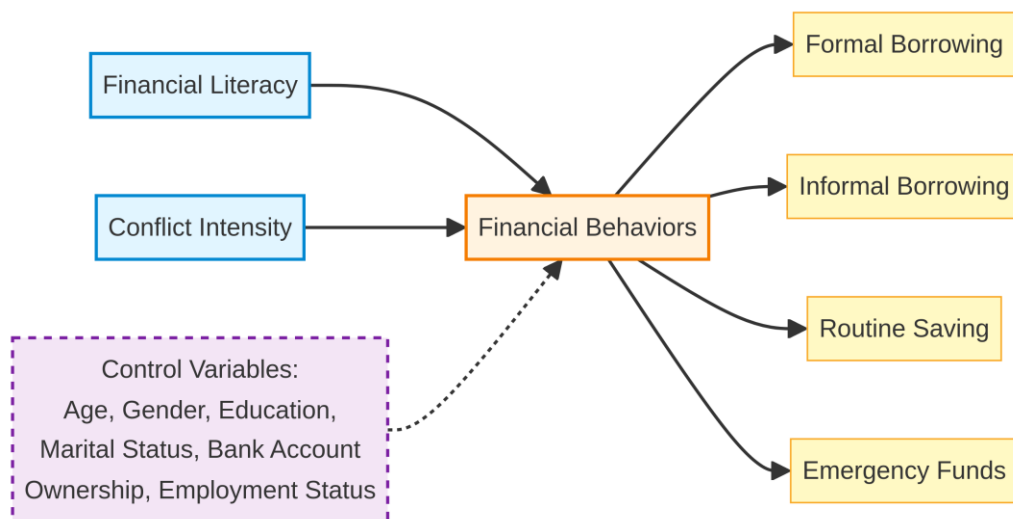 Financial Literacy
Conflict Intensity
Control Variables:
Age, Gender, Education,
Marital Status, Bank Account
Ownership, Employment Status
Financial Behaviors
Formal Borrowing
Informal Borrowing
Routine Saving
Emergency Funds